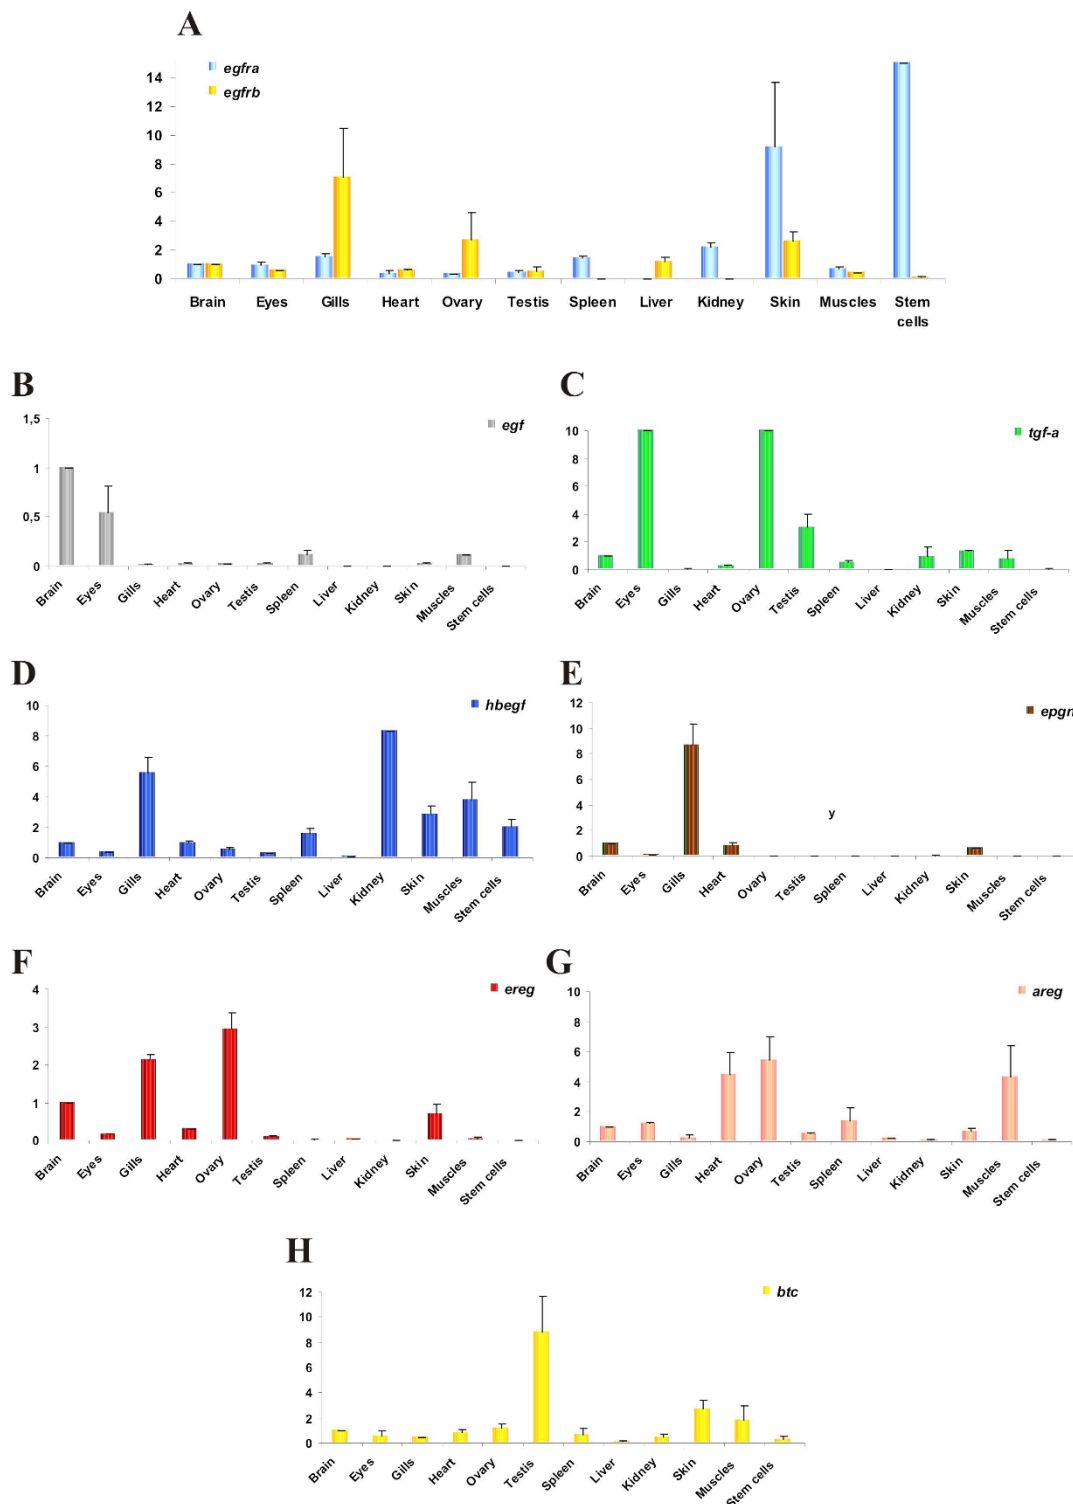 A
egfra
egfrb
14
12
10
8
6
4
2
0
Brain Eyes Gills Heart Ovary Testis Spleen Liver Kidney Skin Muscles Stem
cells
B
egf
1,5
1
0,5
0
Brain Eyes Gills Heart Ovary Testis Spleen Liver Kidney Skin Muscles Stem cells
C
tgf-a
10
8
6
4
2
0
Brain Eyes Gills Heart Ovary Testis Spleen Liver Kidney Skin Muscles Stem cells
D
hbegf
10
8
6
4
2
0
Brain Eyes Gills Heart Ovary Testis Spleen Liver Kidney Skin Muscles Stem cells
E
epgn
12
10
8
6
4
2
0
y
Brain Eyes Gills Heart Ovary Testis Spleen Liver Kidney Skin Muscles Stem cells
F
ereg
4
3
2
1
0
Brain Eyes Gills Heart Ovary Testis Spleen Liver Kidney Skin Muscles Stem cells
G
areg
10
8
6
4
2
0
Brain Eyes Gills Heart Ovary Testis Spleen Liver Kidney Skin Muscles Stem cells
H
btc
12
10
8
6
4
2
0
Brain Eyes Gills Heart Ovary Testis Spleen Liver Kidney Skin Muscles Stem cells